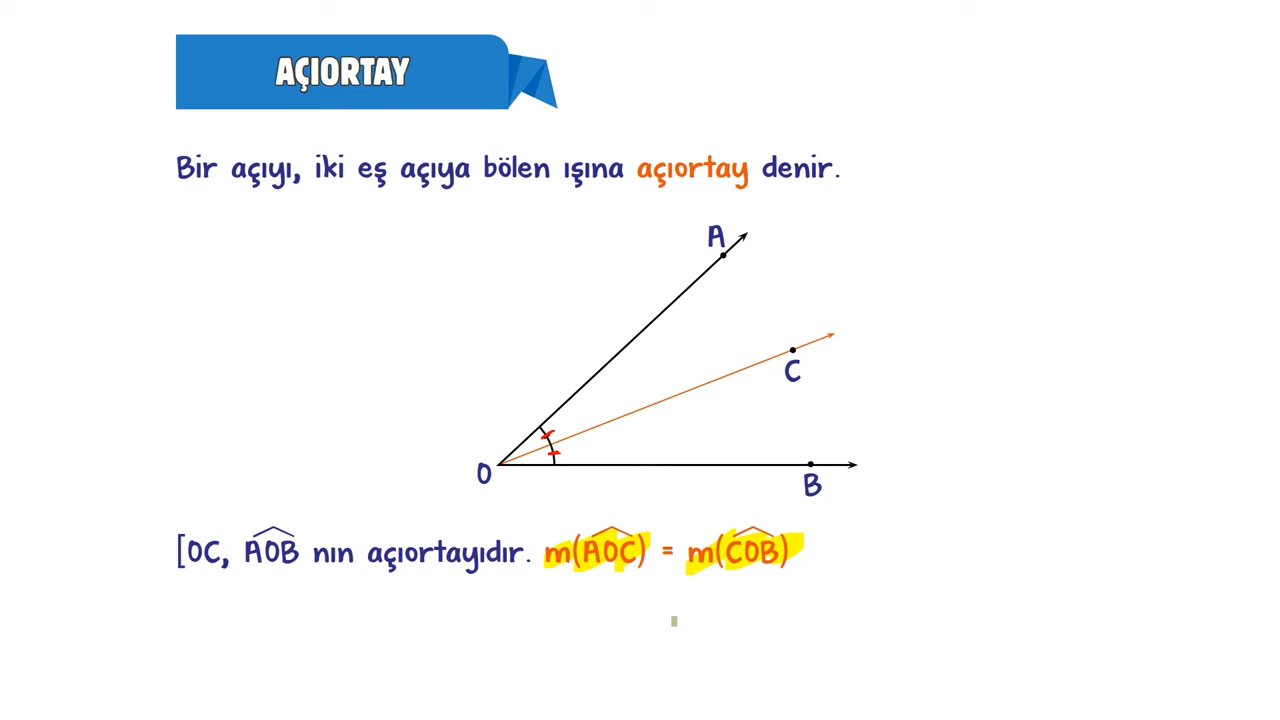 AÇIORTAY
Bir açıyı, iki eş açıya bölen ışına açıortay denir.
A
C
O
B
[OC, AOB nın açıortayıdır. m(AOC) = m(COB)